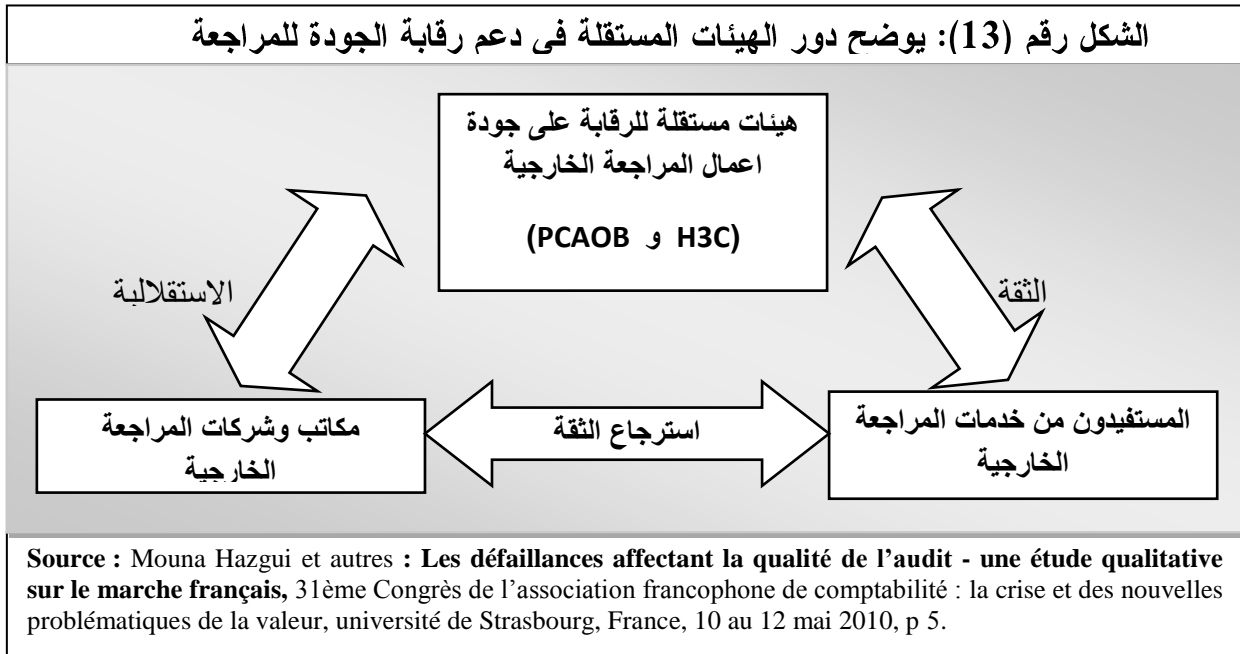 الشكل رقم (13): يوضح دور الهيئات المستقلة في دعم رقابة الجودة للمراجعة
هيئات مستقلة للرقابة على جودة
اعمال المراجعة الخارجية
(PCAOB و H3C)
الثقة
الاستقلالية
المستفيدون من خدمات المراجعة
الخارجية
استرجاع الثقة
مكاتب وشركات المراجعة
الخارجية
Source : Mouna Hazgui et autres : Les défaillances affectant la qualité de l’audit - une étude qualitative
sur le marche français, 31ème Congrès de l’association francophone de comptabilité : la crise et des nouvelles
problématiques de la valeur, université de Strasbourg, France, 10 au 12 mai 2010, p 5.